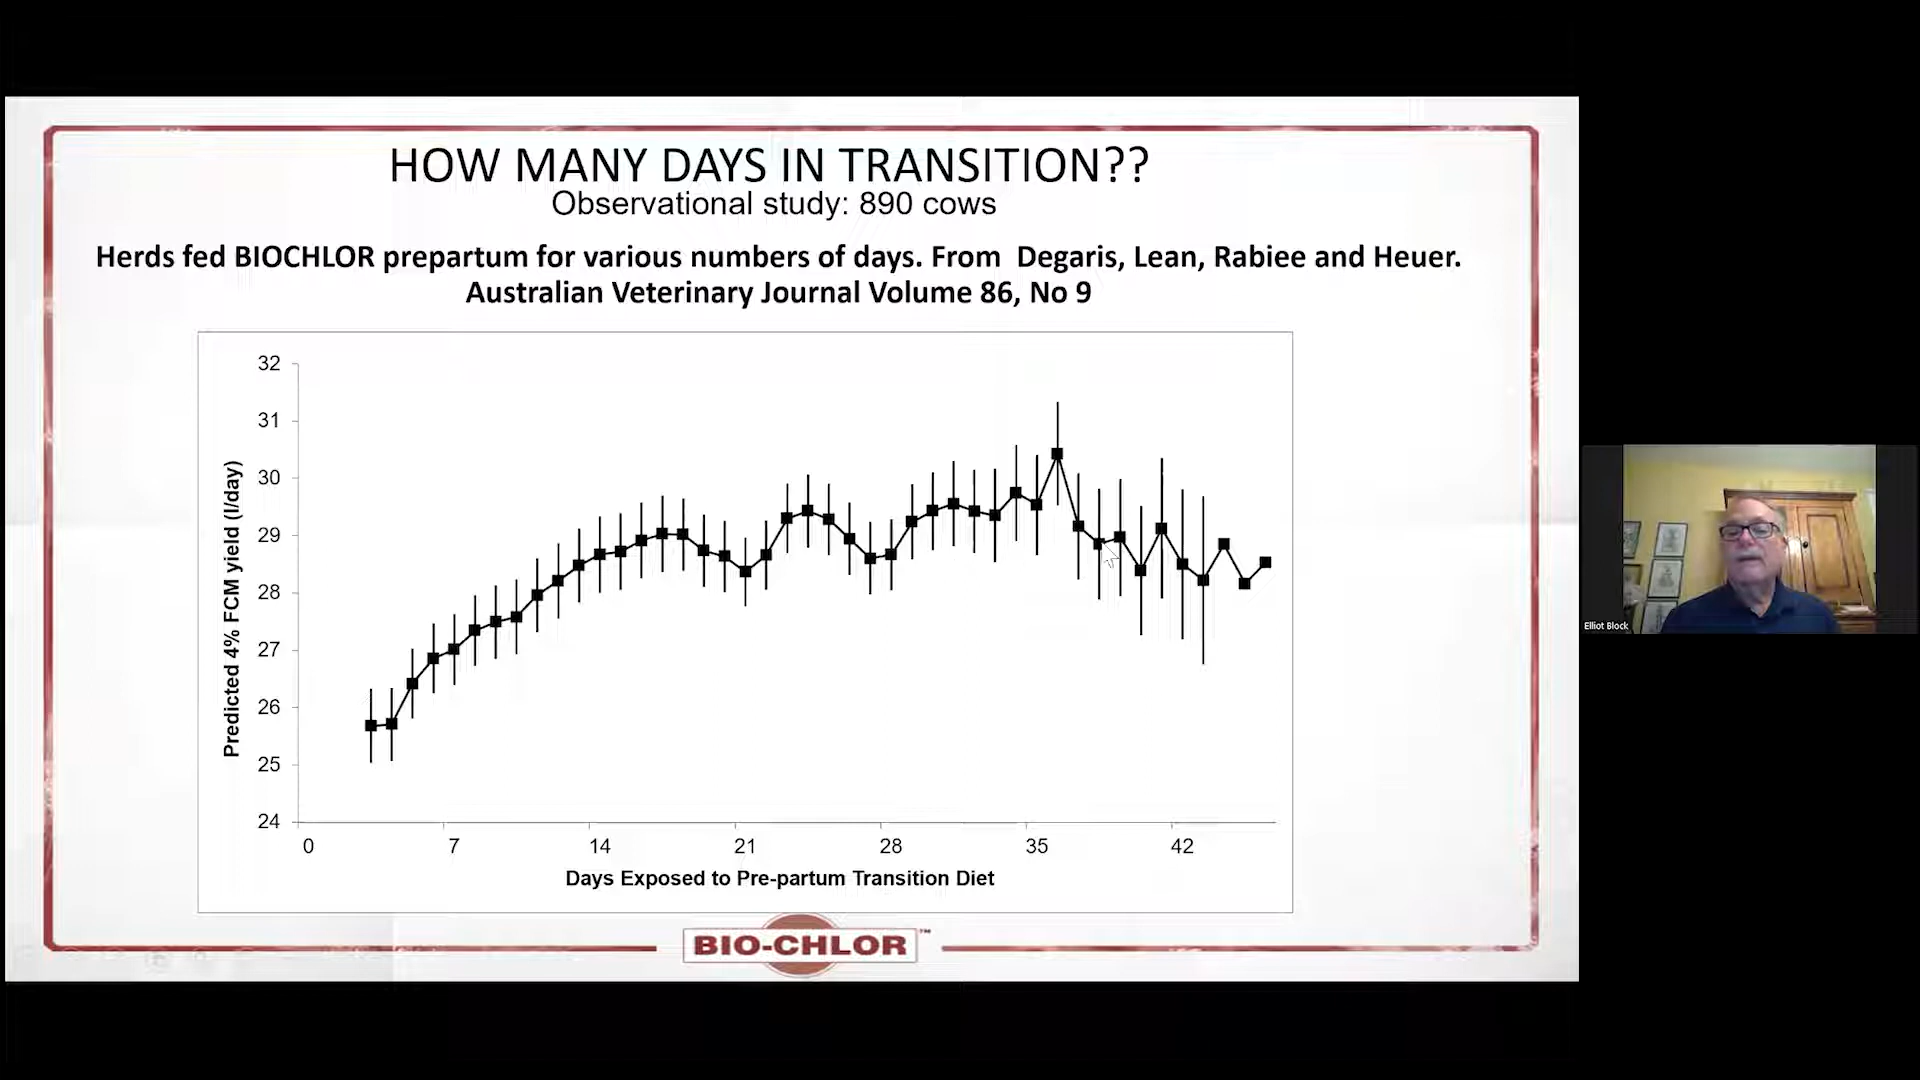 HOW MANY DAYS IN TRANSITION??
Observational study: 890 cows
Herds fed BIOCHLOR prepartum for various numbers of days. From  Degaris, Lean, Rabiee and Heuer.
Australian Veterinary Journal Volume 86, No 9
32
31
30
29
28
27
26
25
24
Predicted 4% FCM yield (l/day)
0 7 14 21 28 35 42
Days Exposed to Pre-partum Transition Diet
BIO-CHLOR™
Elliot Block